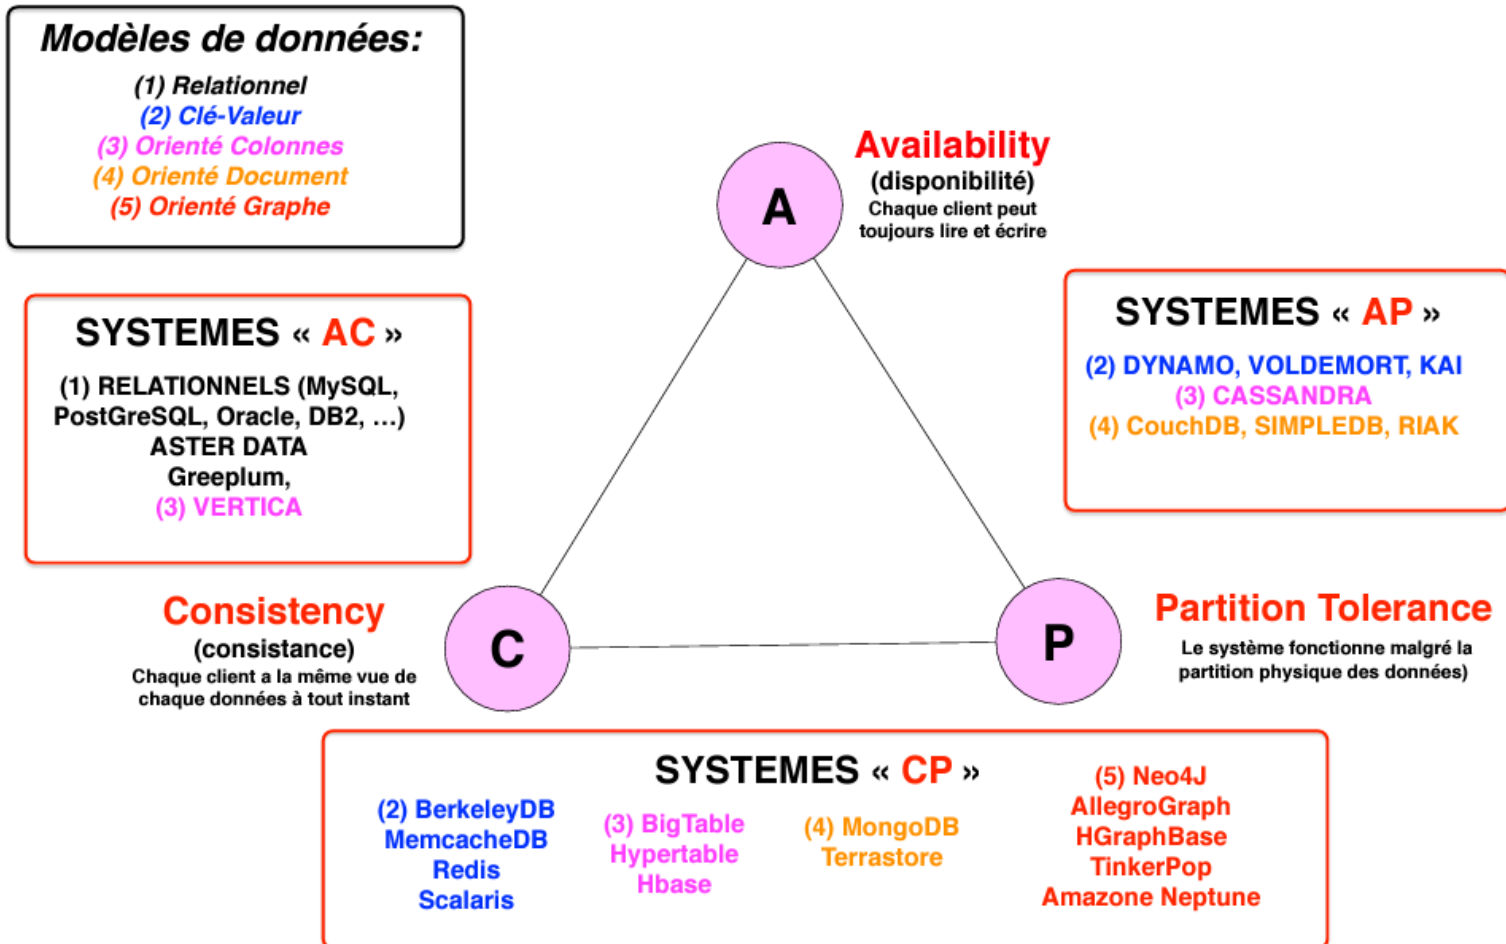 Modèles de données:
(1) Relationnel
(2) Clé-Valeur
(3) Orienté Colonnes
(4) Orienté Document
(5) Orienté Graphe
A
Availability
(disponibilité)
Chaque client peut
toujours lire et écrire
SYSTEMES « AC »
(1) RELATIONNELS (MySQL,
PostGreSQL, Oracle, DB2, ...)
ASTER DATA
Greeplum,
(3) VERTICA
SYSTEMES « AP »
(2) DYNAMO, VOLDEMORT, KAI
(3) CASSANDRA
(4) CouchDB, SIMPLEDB, RIAK
Consistency
(consistance)
Chaque client a la même vue de
chaque données à tout instant
C
P
Partition Tolerance
Le système fonctionne malgré la
partition physique des données)
SYSTEMES « CP »
(2) BerkeleyDB
MemcacheDB
Redis
Scalaris
(3) BigTable
Hypertable
Hbase
(4) MongoDB
Terrastore
(5) Neo4J
AllegroGraph
HGraphBase
TinkerPop
Amazone Neptune